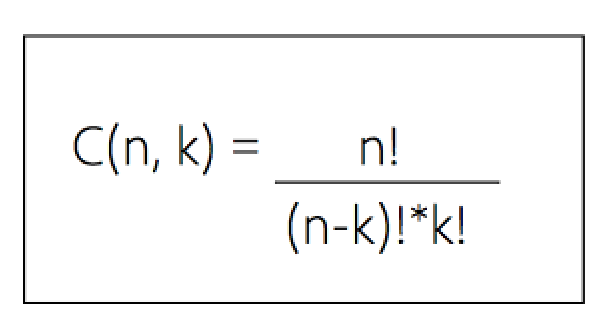 C(n, k) = n!
(n-k)!*k!